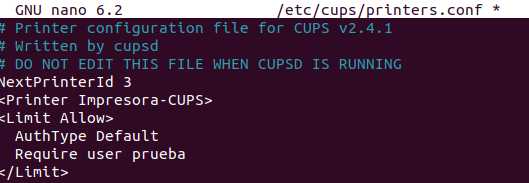 GNU nano 6.2 /etc/cups/printers.conf *
# Printer configuration file for CUPS v2.4.1
# Written by cupsd
# DO NOT EDIT THIS FILE WHEN CUPSD IS RUNNING
NextPrinterId 3
<Printer Impresora-CUPS>
<Limit Allow>
  AuthType Default
  Require user prueba
</Limit>